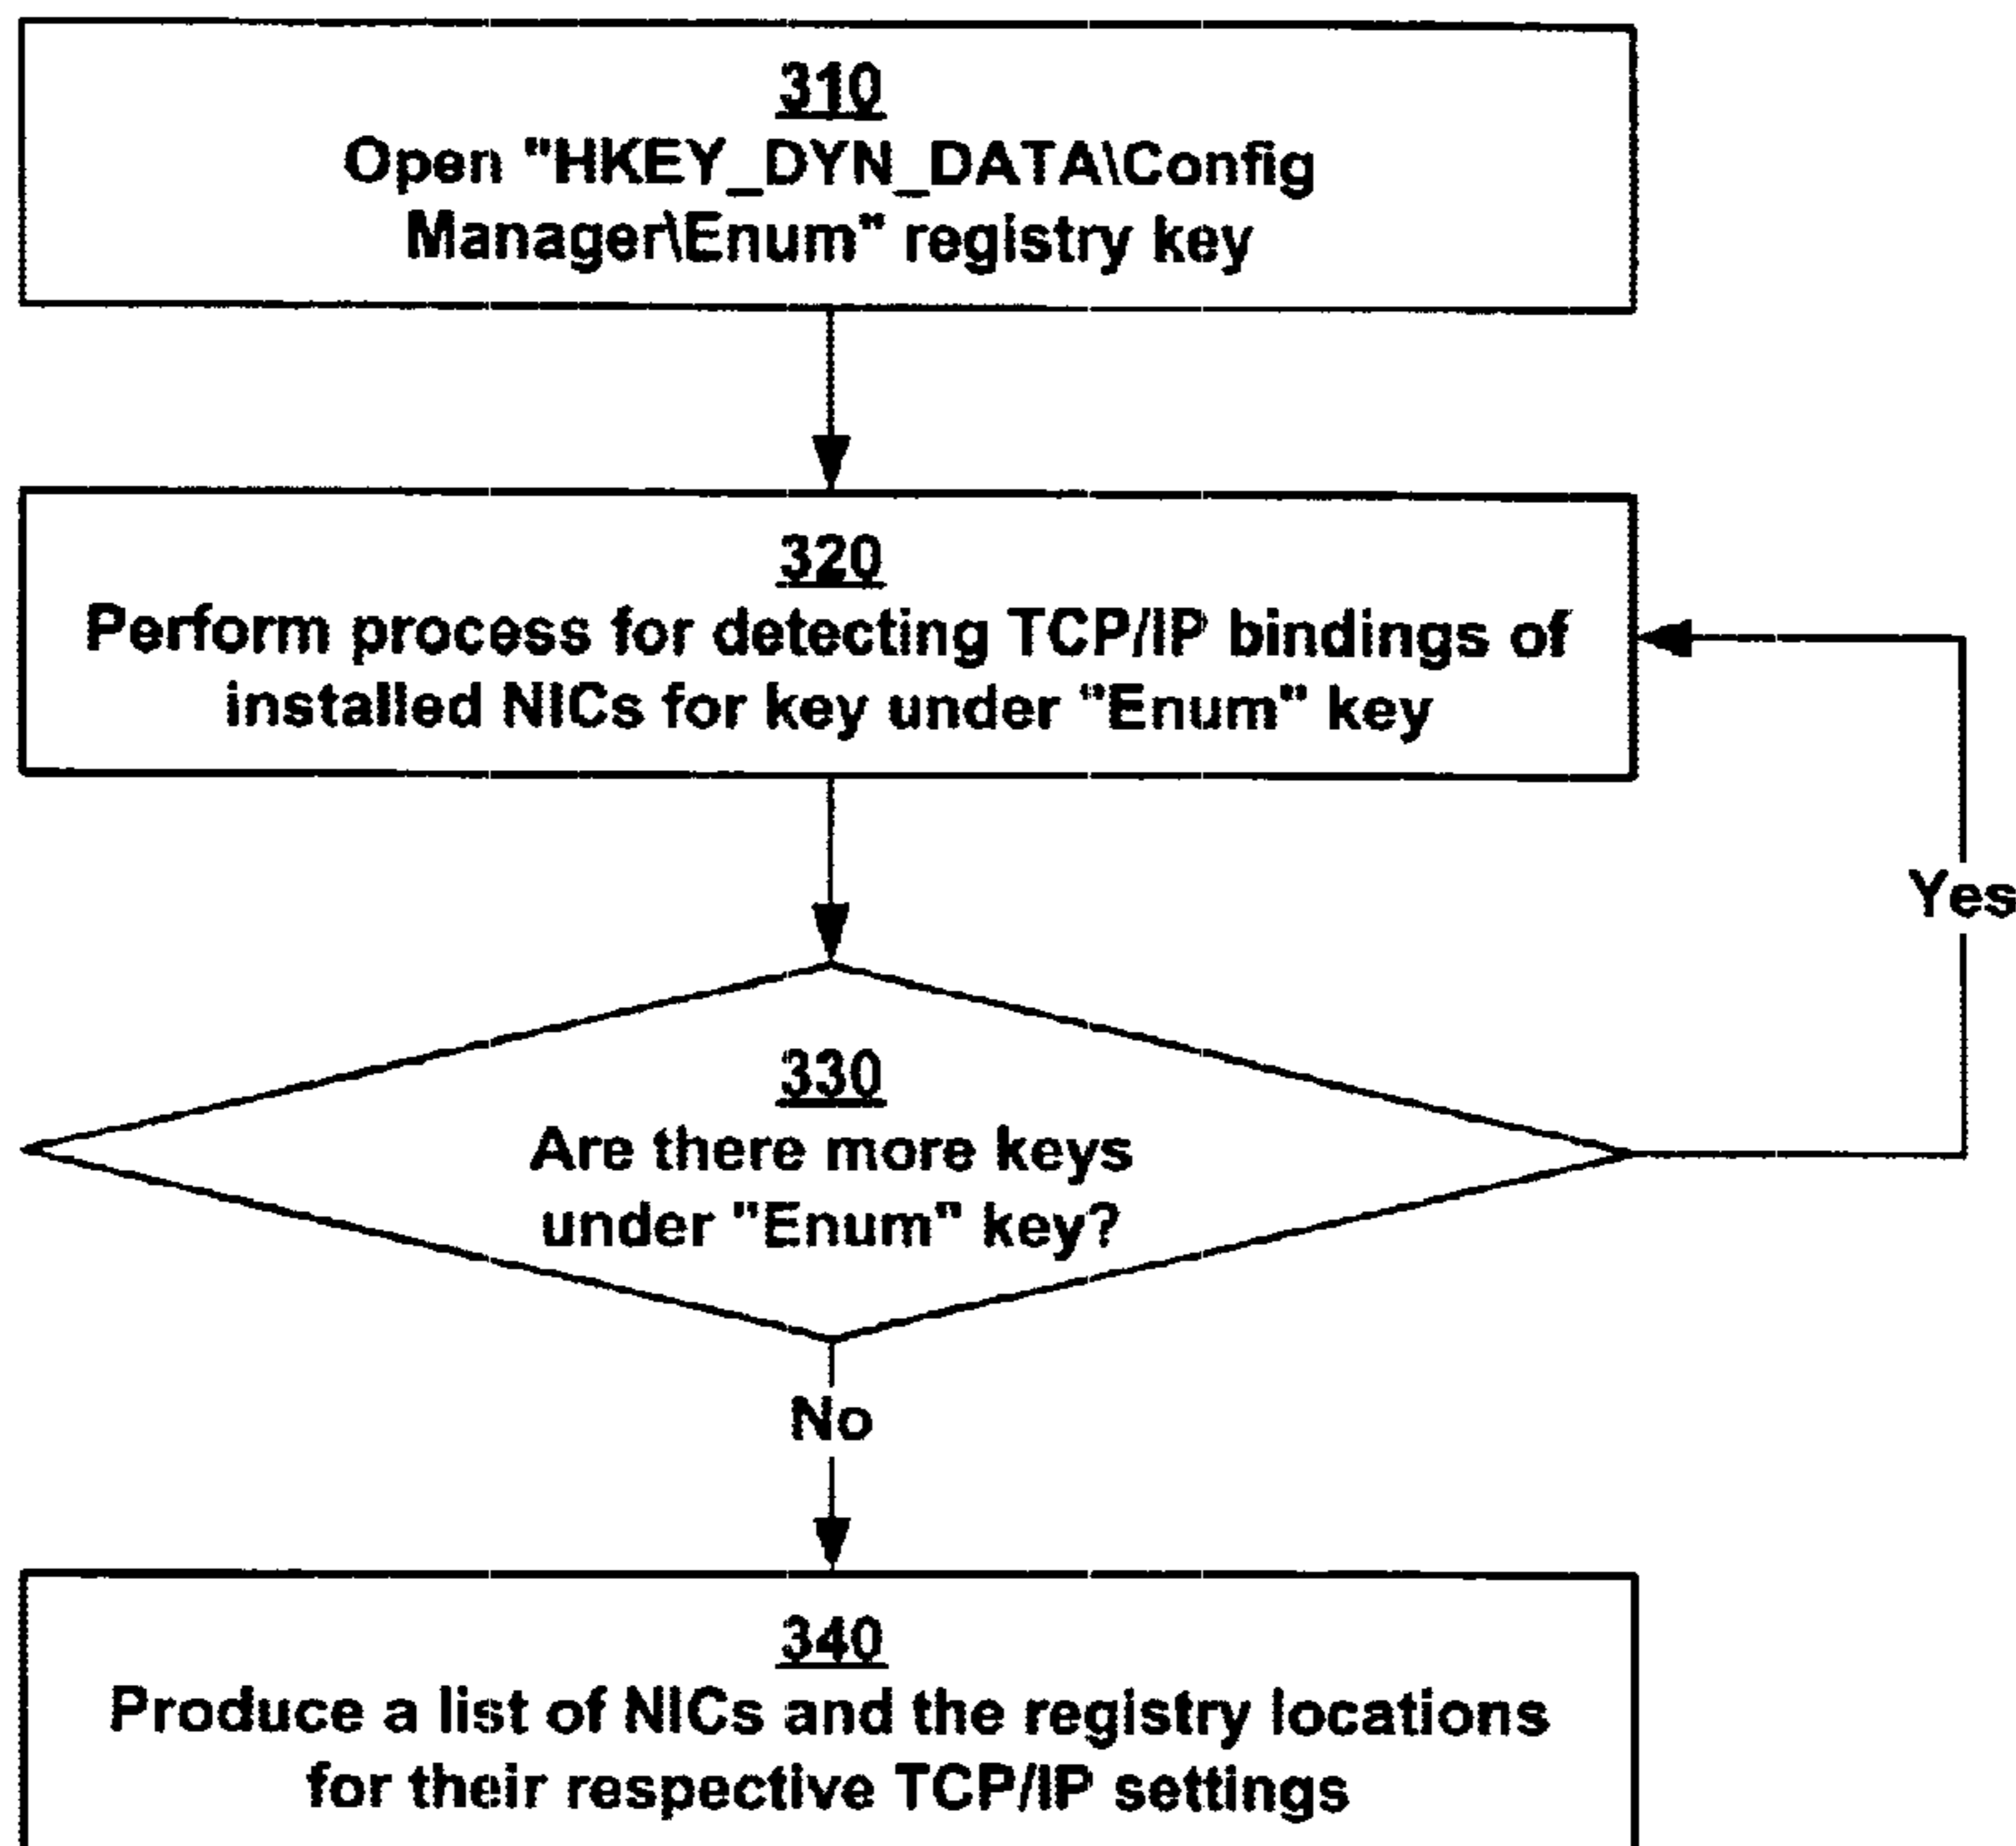 310
Open "HKEY_DYN_DATA\Config
Manager\Enum" registry key
320
Perform process for detecting TCP/IP bindings of
installed NICs for key under "Enum" key
Yes
330
Are there more keys
under "Enum" key?
No
340
Produce a list of NICs and the registry locations
for their respective TCP/IP settings